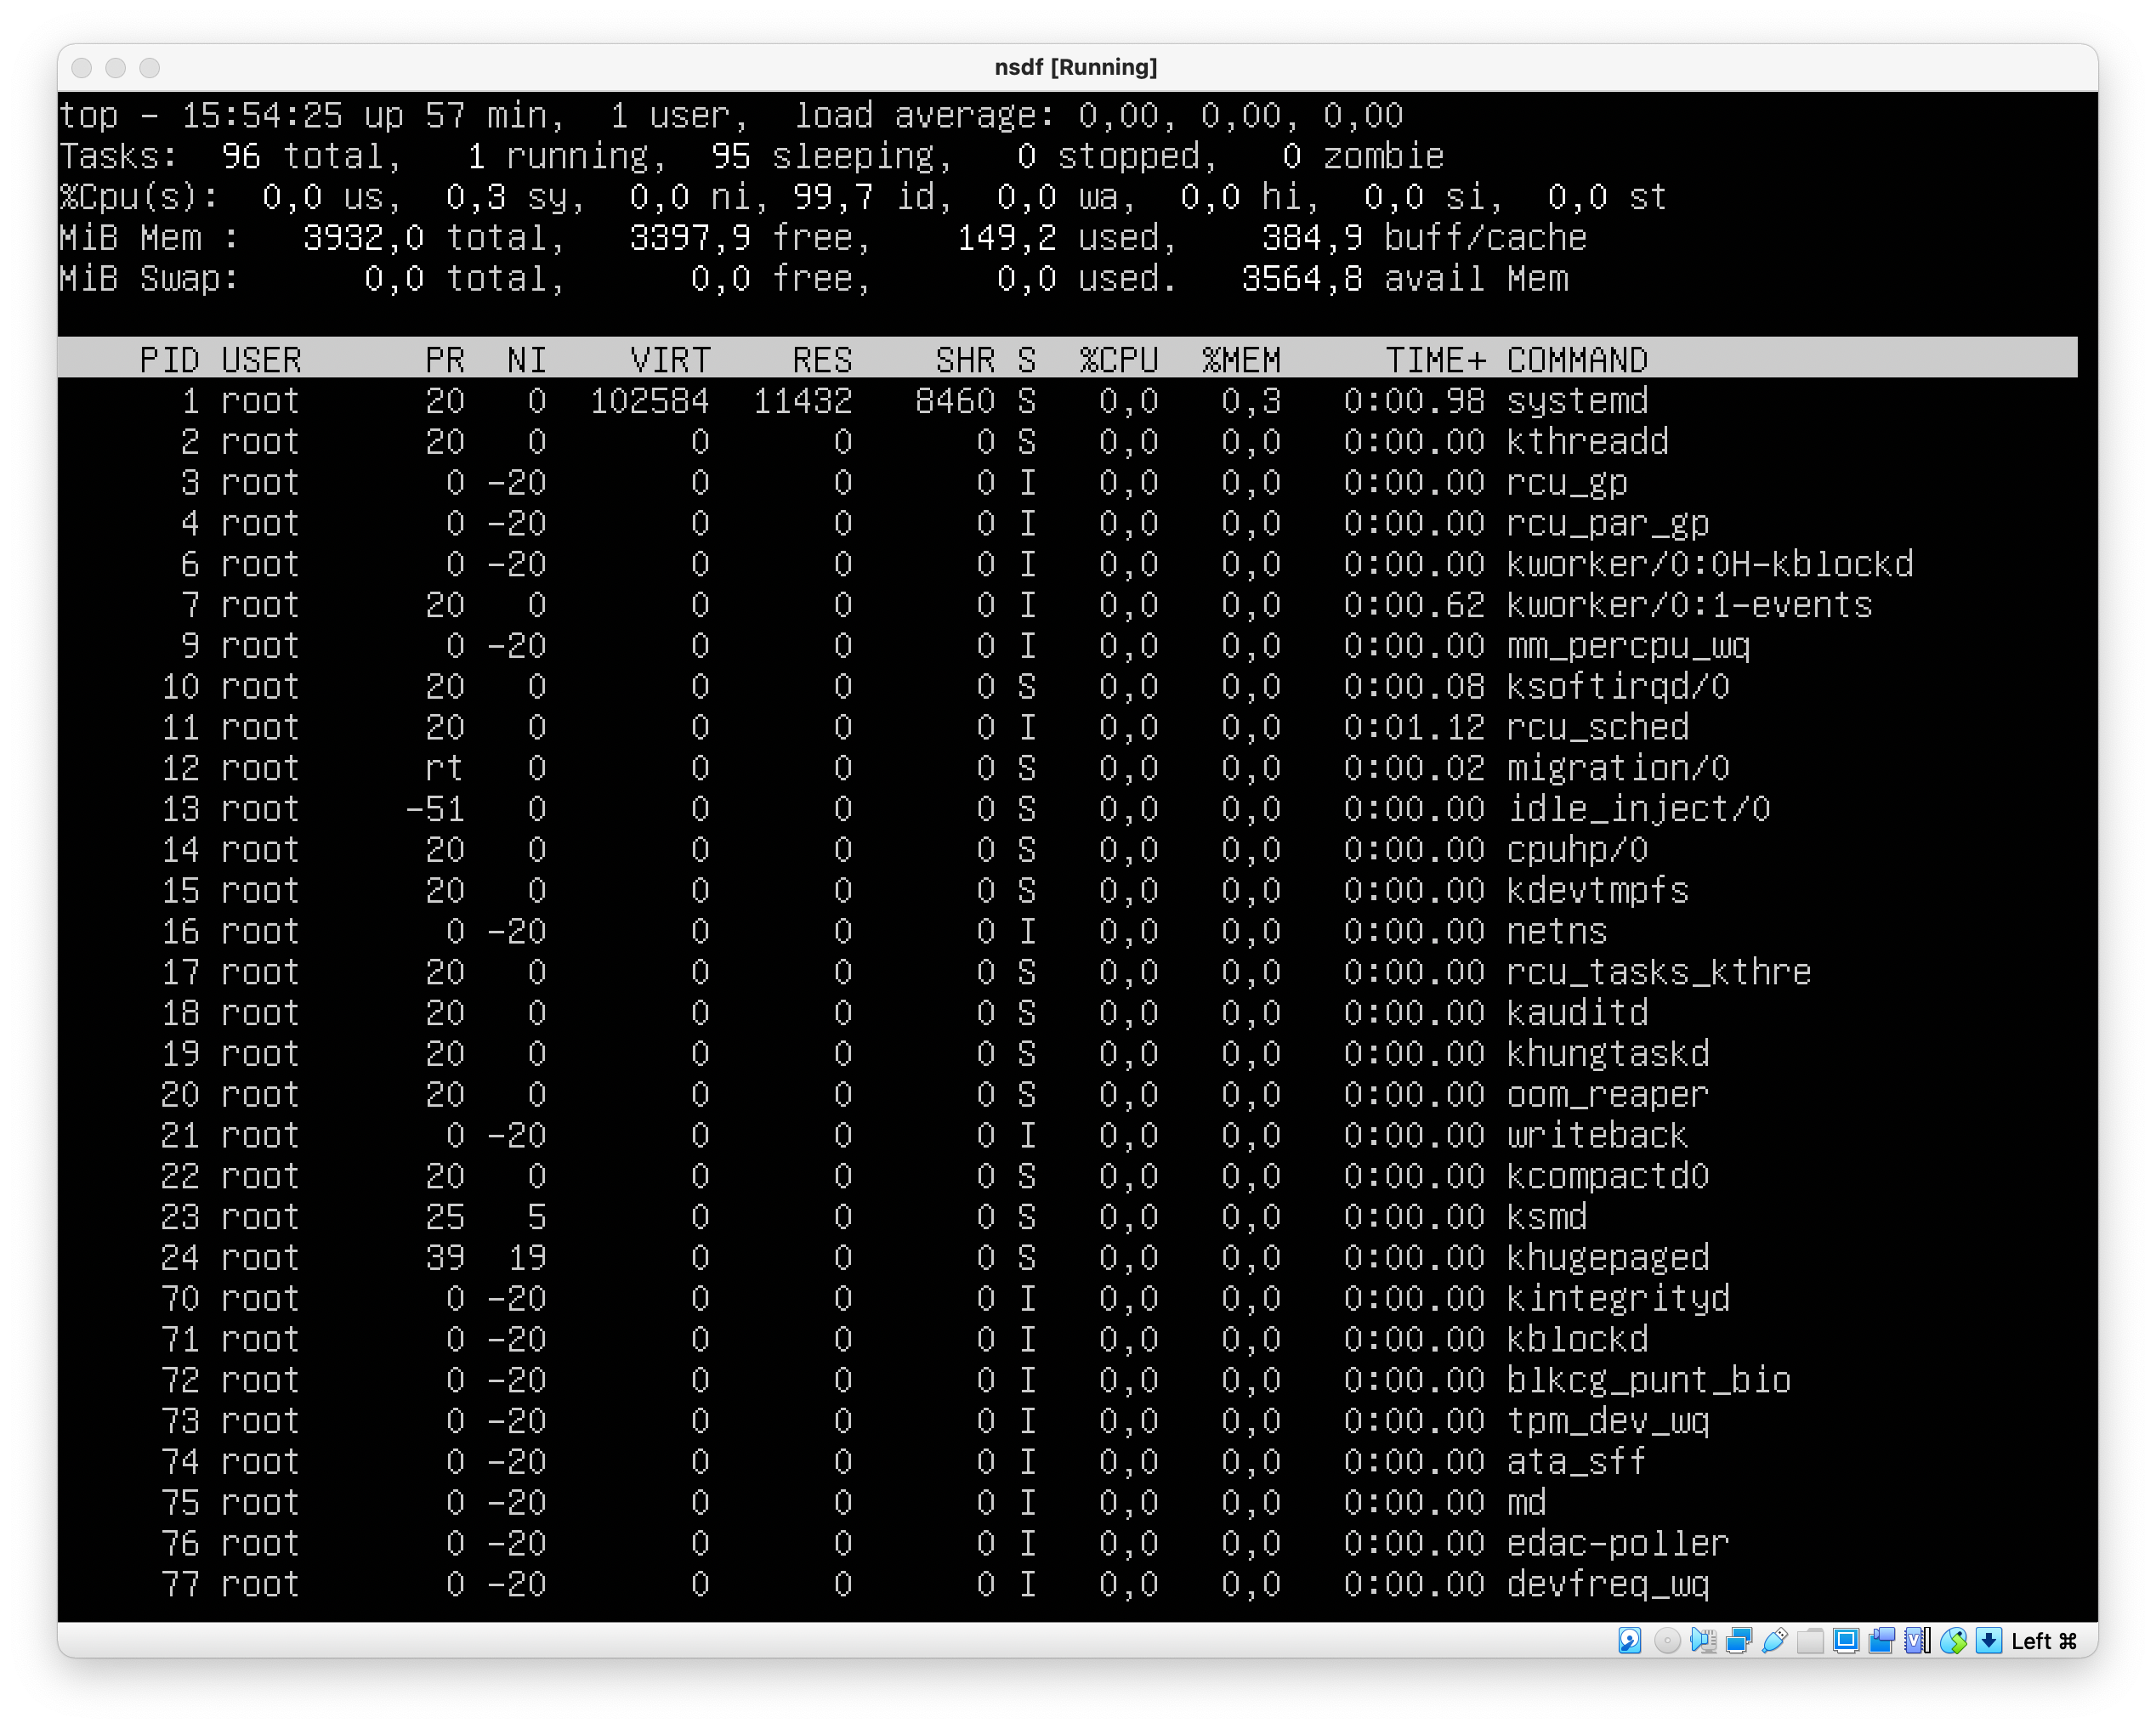 nsdf [Running]
top - 15:54:25 up 57 min,  1 user,  load average: 0,00, 0,00, 0,00
Tasks:  96 total,   1 running,  95 sleeping,   0 stopped,   0 zombie
%Cpu(s):  0,0 us,  0,3 sy,  0,0 ni, 99,7 id,  0,0 wa,  0,0 hi,  0,0 si,  0,0 st
MiB Mem :   3932,0 total,   3397,9 free,    149,2 used,    384,9 buff/cache
MiB Swap:      0,0 total,      0,0 free,      0,0 used.   3564,8 avail Mem
PID USER      PR  NI    VIRT    RES    SHR S  %CPU  %MEM     TIME+ COMMAND
1 root      20   0  102584  11432   8460 S   0,0   0,3   0:00.98 systemd
2 root      20   0       0      0      0 S   0,0   0,0   0:00.00 kthreadd
3 root       0 -20       0      0      0 I   0,0   0,0   0:00.00 rcu_gp
4 root       0 -20       0      0      0 I   0,0   0,0   0:00.00 rcu_par_gp
6 root       0 -20       0      0      0 I   0,0   0,0   0:00.00 kworker/0:0H-kblockd
7 root      20   0       0      0      0 I   0,0   0,0   0:00.62 kworker/0:1-events
9 root       0 -20       0      0      0 I   0,0   0,0   0:00.00 mm_percpu_wq
10 root      20   0       0      0      0 S   0,0   0,0   0:00.08 ksoftirqd/0
11 root      20   0       0      0      0 I   0,0   0,0   0:01.12 rcu_sched
12 root      rt   0       0      0      0 S   0,0   0,0   0:00.02 migration/0
13 root     -51   0       0      0      0 S   0,0   0,0   0:00.00 idle_inject/0
14 root      20   0       0      0      0 S   0,0   0,0   0:00.00 cpuhp/0
15 root      20   0       0      0      0 S   0,0   0,0   0:00.00 kdevtmpfs
16 root       0 -20       0      0      0 I   0,0   0,0   0:00.00 netns
17 root      20   0       0      0      0 S   0,0   0,0   0:00.00 rcu_tasks_kthre
18 root      20   0       0      0      0 S   0,0   0,0   0:00.00 kauditd
19 root      20   0       0      0      0 S   0,0   0,0   0:00.00 khungtaskd
20 root      20   0       0      0      0 S   0,0   0,0   0:00.00 oom_reaper
21 root       0 -20       0      0      0 I   0,0   0,0   0:00.00 writeback
22 root      20   0       0      0      0 S   0,0   0,0   0:00.00 kcompactd0
23 root      25   5       0      0      0 S   0,0   0,0   0:00.00 ksmd
24 root      39  19       0      0      0 S   0,0   0,0   0:00.00 khugepaged
70 root       0 -20       0      0      0 I   0,0   0,0   0:00.00 kintegrityd
71 root       0 -20       0      0      0 I   0,0   0,0   0:00.00 kblockd
72 root       0 -20       0      0      0 I   0,0   0,0   0:00.00 blkcg_punt_bio
73 root       0 -20       0      0      0 I   0,0   0,0   0:00.00 tpm_dev_wq
74 root       0 -20       0      0      0 I   0,0   0,0   0:00.00 ata_sff
75 root       0 -20       0      0      0 I   0,0   0,0   0:00.00 md
76 root       0 -20       0      0      0 I   0,0   0,0   0:00.00 edac-poller
77 root       0 -20       0      0      0 I   0,0   0,0   0:00.00 devfreq_wq
Left ⌘